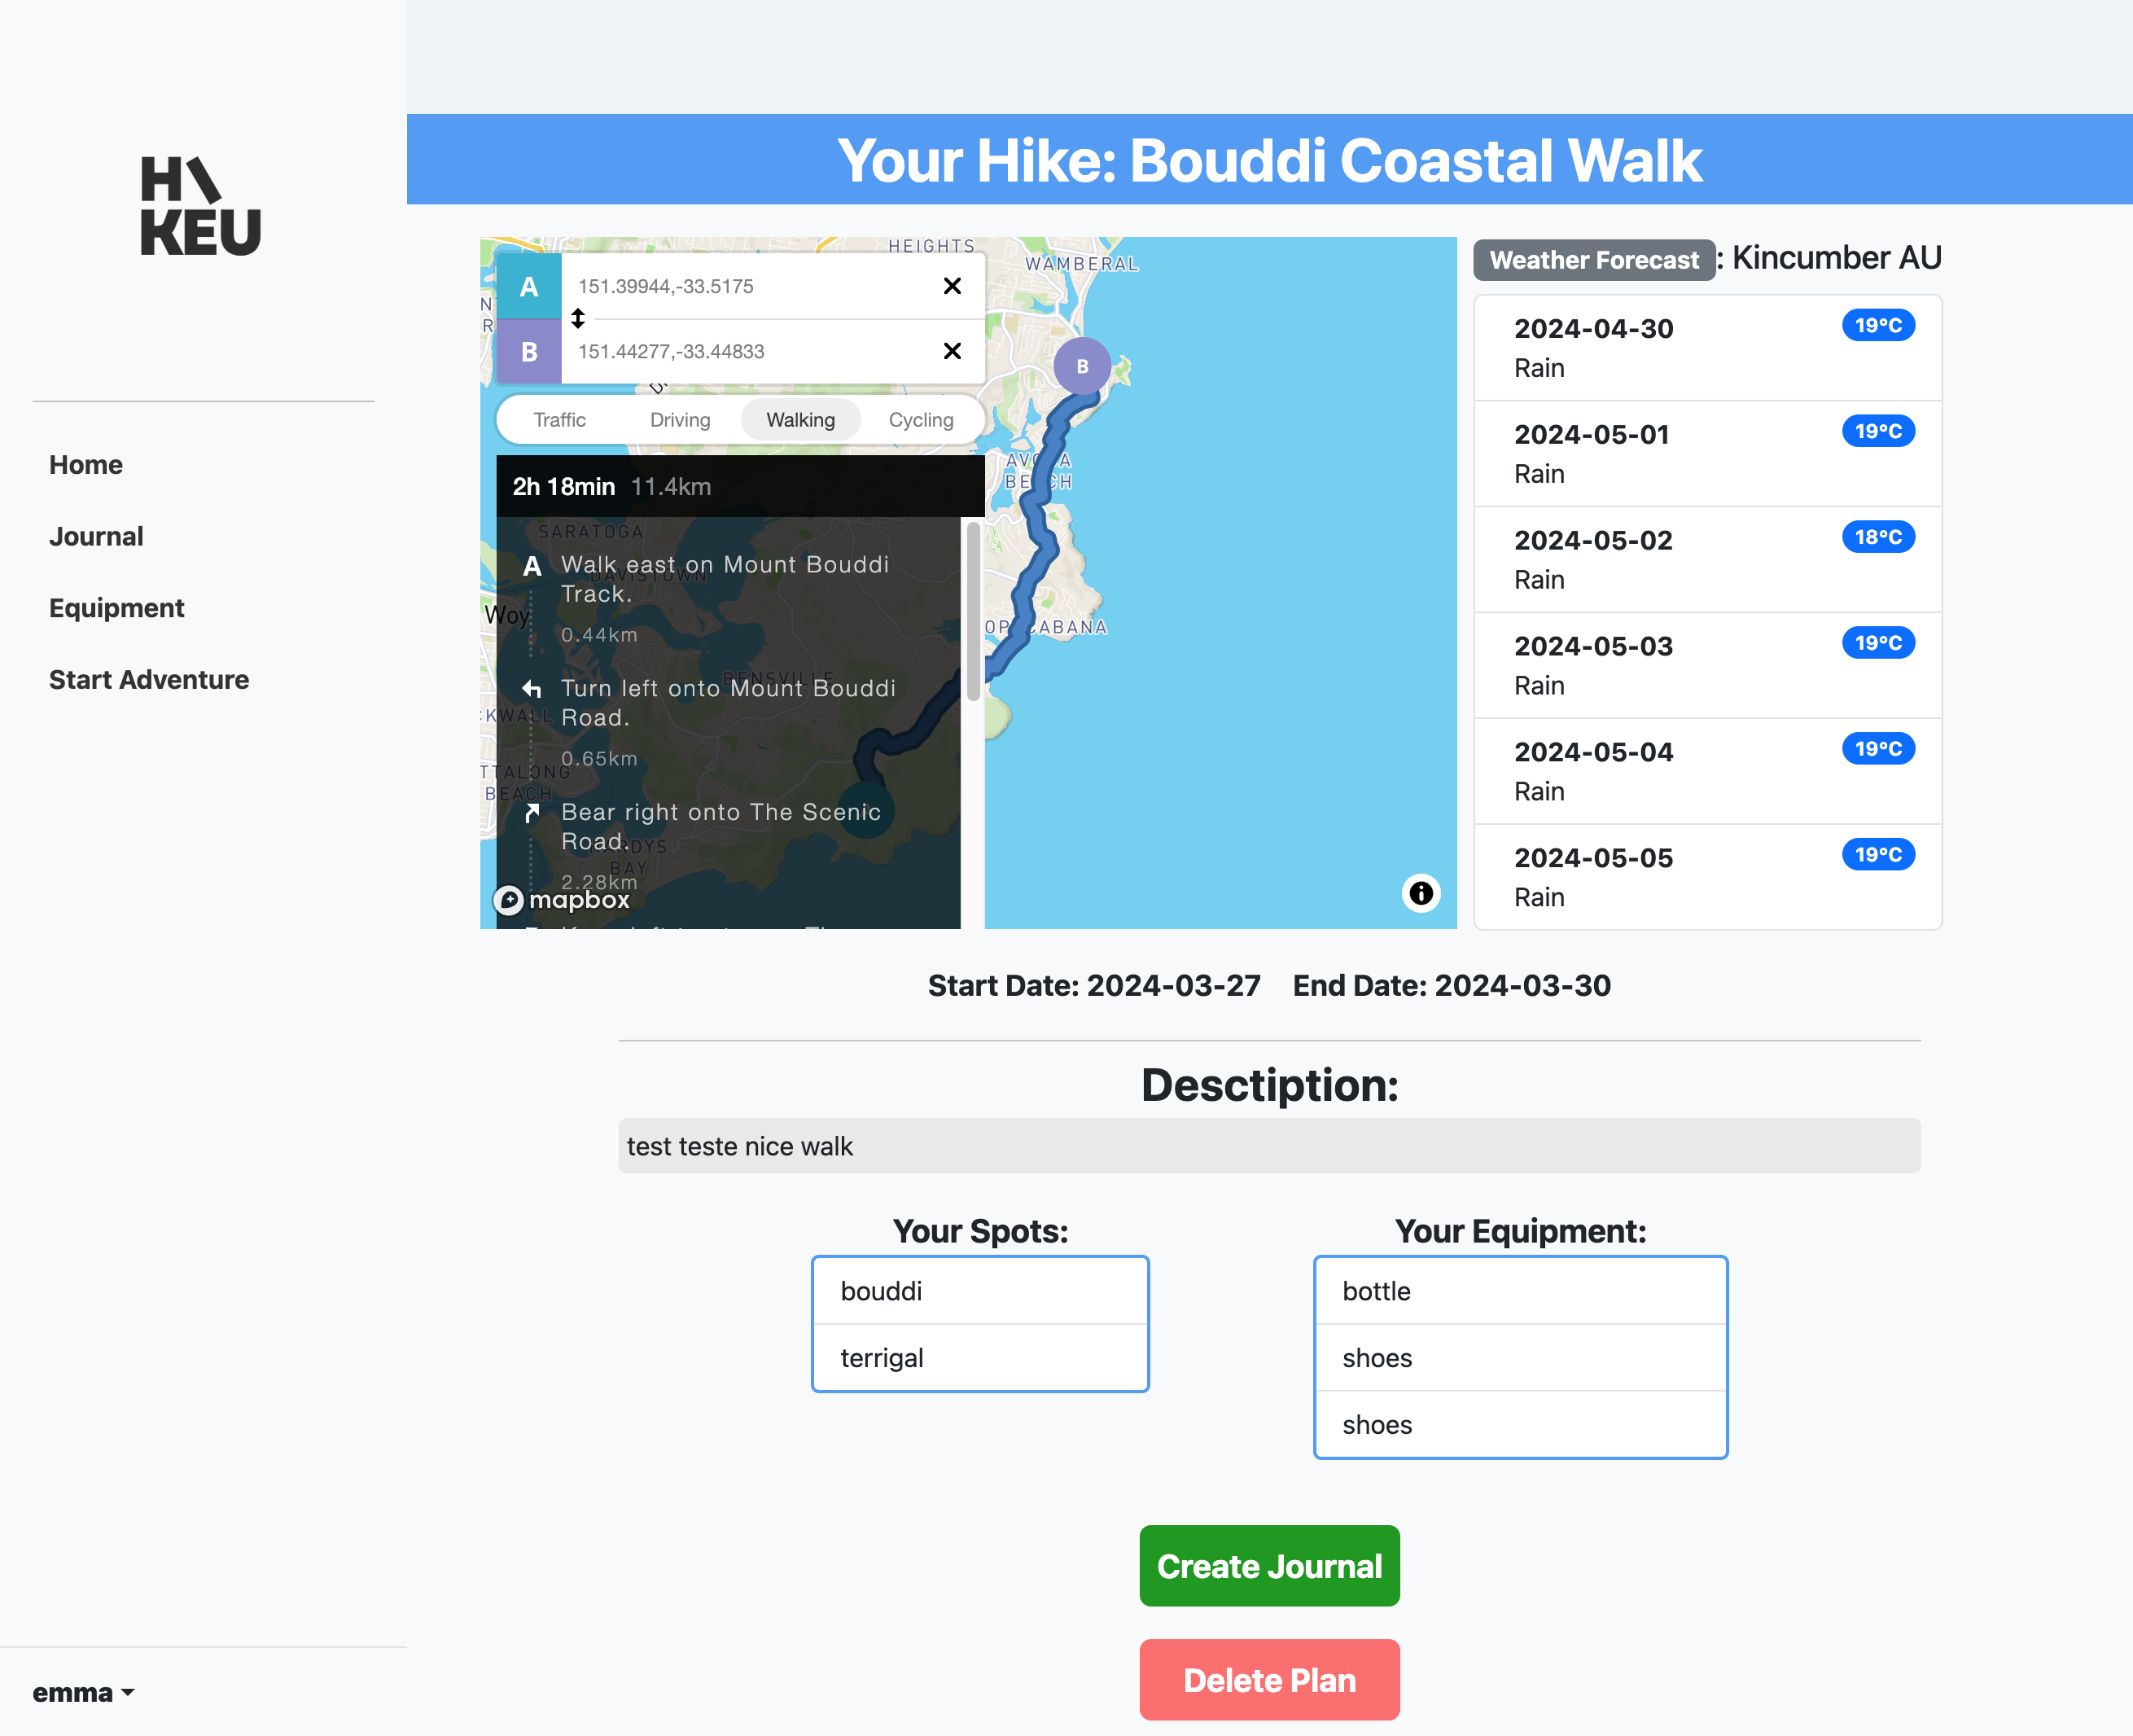 H\
KEU
Home
Journal
Equipment
Start Adventure
emma
Your Hike: Bouddi Coastal Walk
HEIGHTS
WAMBERAL
A
151.39944,-33.5175
B
151.44277,-33.44833
B
Traffic
Driving
Walking
Cycling
AVOCA
BEACH
2h 18min 11.4km
SARATOGA
DAVISTOWN
A
Walk east on Mount Bouddi
Track.
0.44km
Woy
BENSVILLE
Turn left onto Mount Bouddi
Road.
0.65km
Bear right onto The Scenic
Road.
2.28km
BEACH
BAY
mapbox
Weather Forecast : Kincumber AU
2024-04-30
19°C
Rain
2024-05-01
19°C
Rain
2024-05-02
18°C
Rain
2024-05-03
19°C
Rain
2024-05-04
19°C
Rain
2024-05-05
19°C
Rain
Start Date: 2024-03-27 End Date: 2024-03-30
Desctiption:
test teste nice walk
Your Spots:
bouddi
terrigal
Your Equipment:
bottle
shoes
shoes
Create Journal
Delete Plan